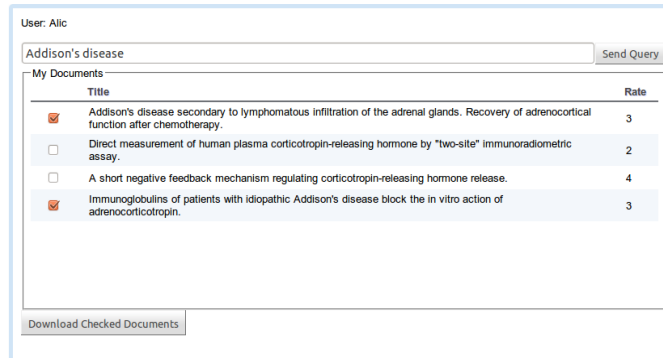 User: Alic
Addison's disease
Send Query
My Documents
Title Rate
Addison's disease secondary to lymphomatous infiltration of the adrenal glands. Recovery of adrenocortical
function after chemotherapy.
3
Direct measurement of human plasma corticotropin-releasing hormone by "two-site" immunoradiometric
assay.
2
A short negative feedback mechanism regulating corticotropin-releasing hormone release.
4
Immunoglobulins of patients with idiopathic Addison's disease block the in vitro action of
adrenocorticotropin.
3
Download Checked Documents